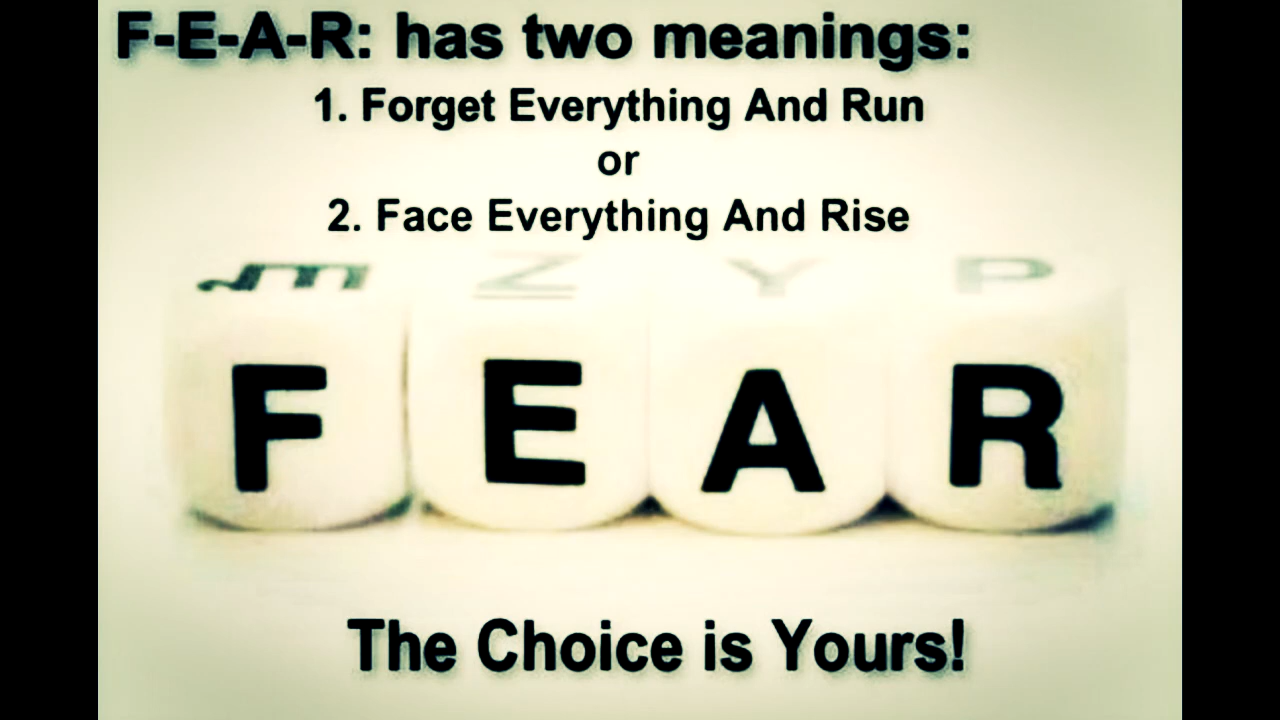 F-E-A-R: has two meanings:
1. Forget Everything And Run
or
2. Face Everything And Rise
Z Y P
F E A R
The Choice is Yours!